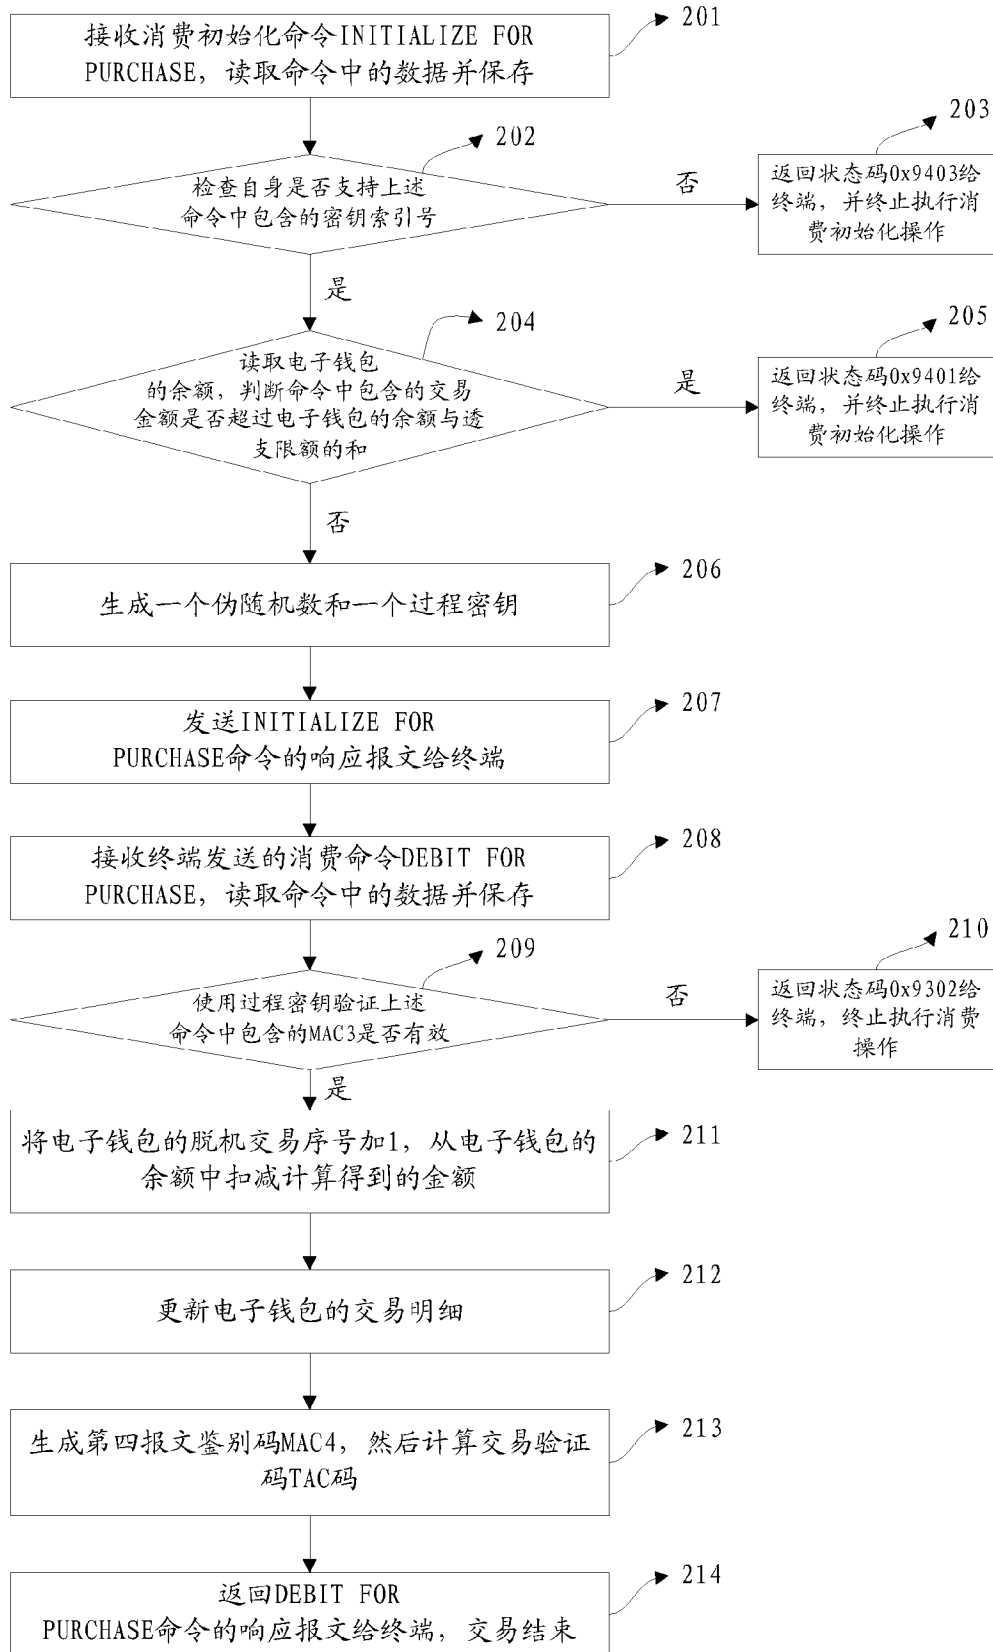 接收消费初始化命令INITIALIZE FOR
PURCHASE，读取命令中的数据并保存
201
202
检查自身是否支持上述
命令中包含的密钥索引号
否
203
返回状态码0x9403给
终端，并终止执行消
费初始化操作
是
204
读取电子钱包
的余额，判断命令中包含的交易
金额是否超过电子钱包的余额与透
支限额的和
是
205
返回状态码0x9401给
终端，并终止执行消
费初始化操作
否
206
生成一个伪随机数和一个过程密钥
207
发送INITIALIZE FOR
PURCHASE命令的响应报文给终端
208
接收终端发送的消费命令DEBIT FOR
PURCHASE，读取命令中的数据并保存
209
使用过程密钥验证上述
命令中包含的MAC3是否有效
否
210
返回状态码0x9302给
终端，终止执行消费
操作
是
211
将电子钱包的脱机交易序号加1，从电子钱包的
余额中扣减计算得到的金额
212
更新电子钱包的交易明细
213
生成第四报文鉴别码MAC4，然后计算交易验证
码TAC码
214
返回DEBIT FOR
PURCHASE命令的响应报文给终端，交易结束